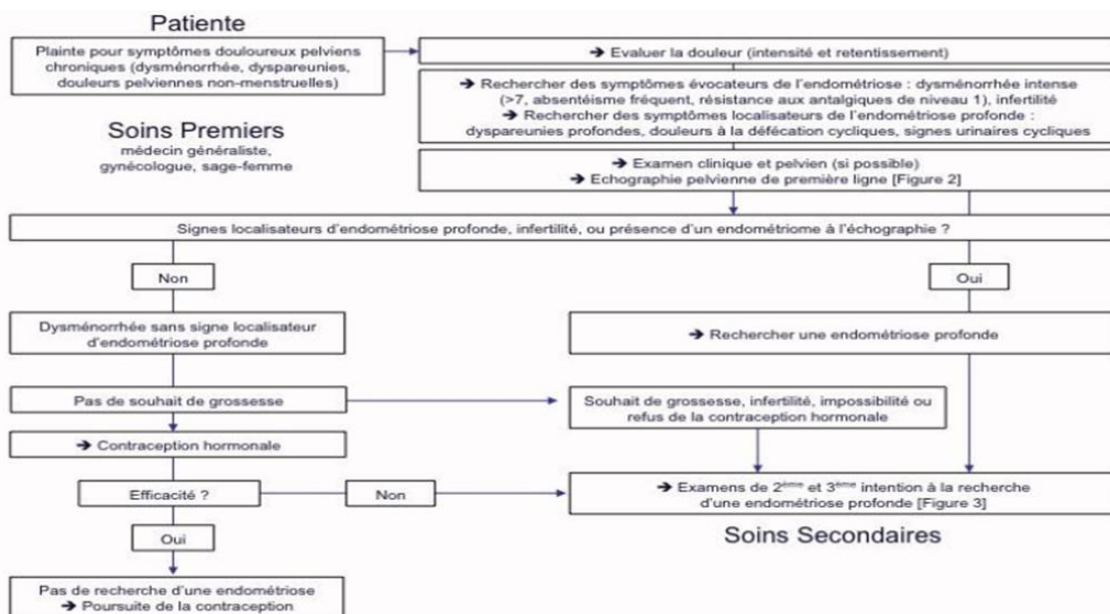 Patiente
Plainte pour symptômes douloureux pelviens
chroniques (dysménorrhée, dyspareunies,
douleurs pelviennes non-menstruelles)
➔ Evaluer la douleur (intensité et retentissement)
➔ Rechercher des symptômes évocateurs de l'endométriose : dysménorrhée intense
(>7, absentéisme fréquent, résistance aux antalgiques de niveau 1), infertilité
➔ Rechercher des symptômes localisateurs de l'endométriose profonde :
dyspareunies profondes, douleurs à la défécation cycliques, signes urinaires cycliques
Soins Premiers
médecin généraliste,
gynécologue, sage-femme
➔ Examen clinique et pelvien (si possible)
➔ Echographie pelvienne de première ligne [Figure 2]
Signes localisateurs d'endométriose profonde, infertilité, ou présence d'un endométriome à l'échographie ?
Non
Oui
Dysménorrhée sans signe localisateur
d'endométriose profonde
➔ Rechercher une endométriose profonde
Pas de souhait de grossesse
Souhait de grossesse, infertilité, impossibilité ou
refus de la contraception hormonale
➔ Contraception hormonale
Efficacité ?
Non
➔ Examens de 2ème et 3ème intention à la recherche
d'une endométriose profonde [Figure 3]
Oui
Soins Secondaires
Pas de recherche d'une endométriose
➔ Poursuite de la contraception